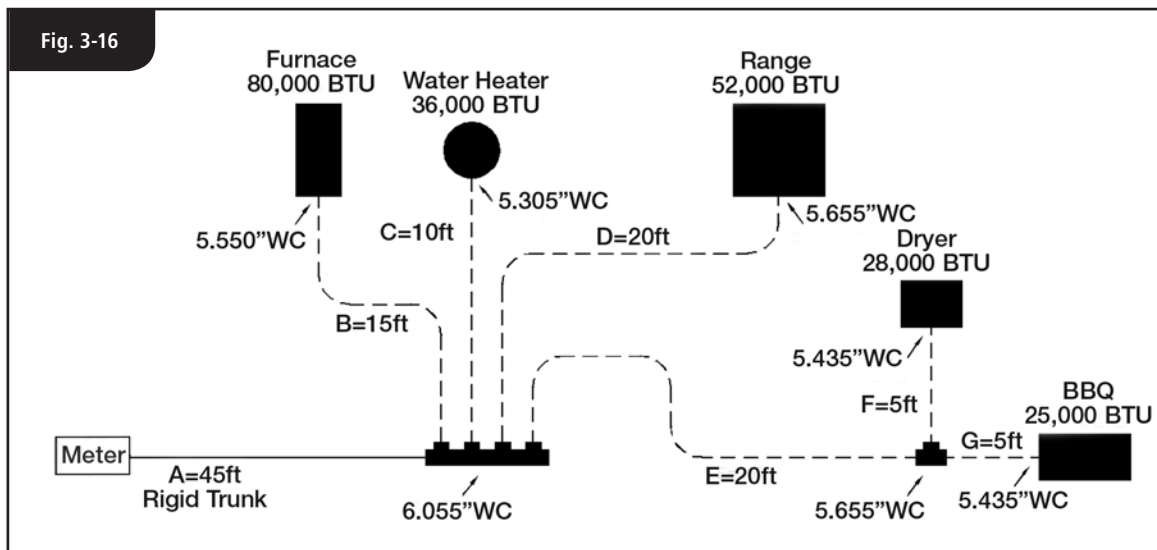 Fig. 3-16
Furnace
80,000 BTU
Water Heater
36,000 BTU
Range
52,000 BTU
5.305”WC
5.655”WC
5.550”WC
C=10ft
D=20ft
Dryer
28,000 BTU
B=15ft
5.435”WC
BBQ
25,000 BTU
F=5ft
G=5ft
Meter
A=45ft
Rigid Trunk
E=20ft
6.055”WC
5.655”WC
5.435”WC